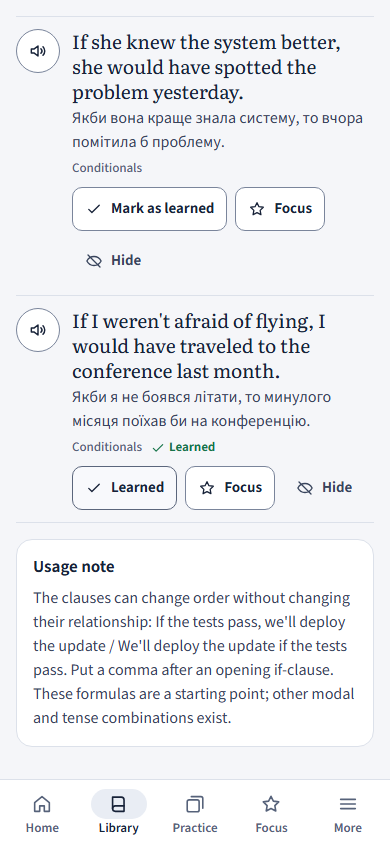 If she knew the system better,
she would have spotted the
problem yesterday.
Якби вона краще знала систему, то вчора
помітила б проблему.
Conditionals
Mark as learned
Focus
Hide
If I weren't afraid of flying, I
would have traveled to the
conference last month.
Якби я не боявся літати, то минулого
місяця поїхав би на конференцію.
Conditionals Learned
Learned
Focus
Hide
Usage note
The clauses can change order without changing
their relationship: If the tests pass, we'll deploy
the update / We'll deploy the update if the tests
pass. Put a comma after an opening if-clause.
These formulas are a starting point; other modal
and tense combinations exist.
Home
Library
Practice
Focus
More